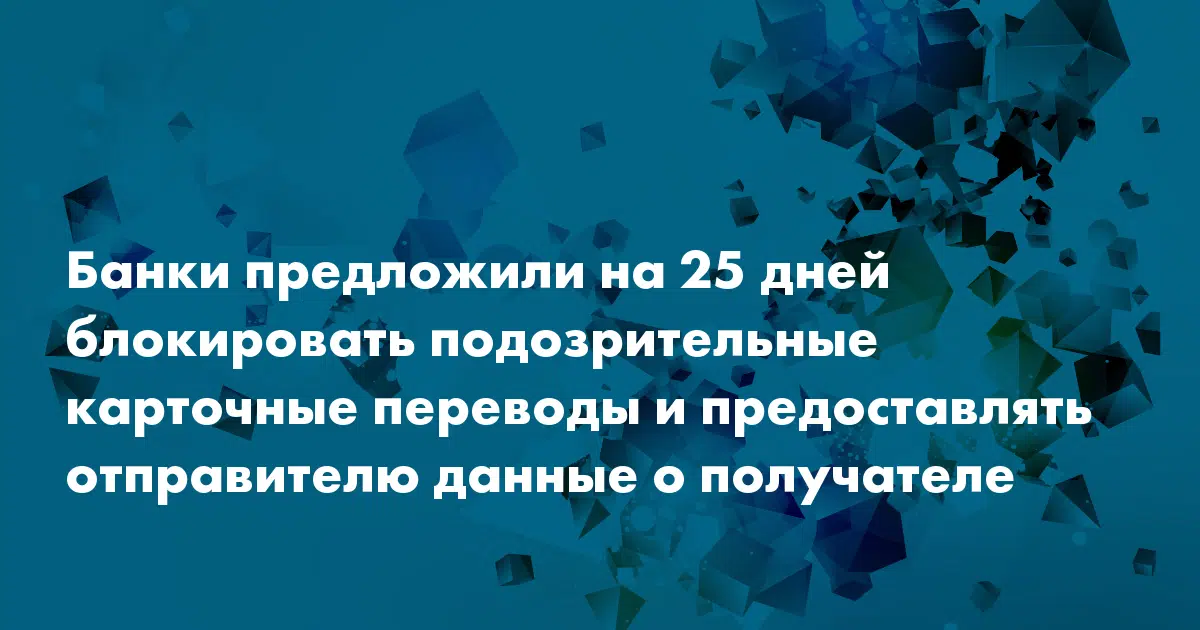 Банки предложили на 25 дней
блокировать подозрительные
карточные переводы и предоставлять
отправителю данные о получателе